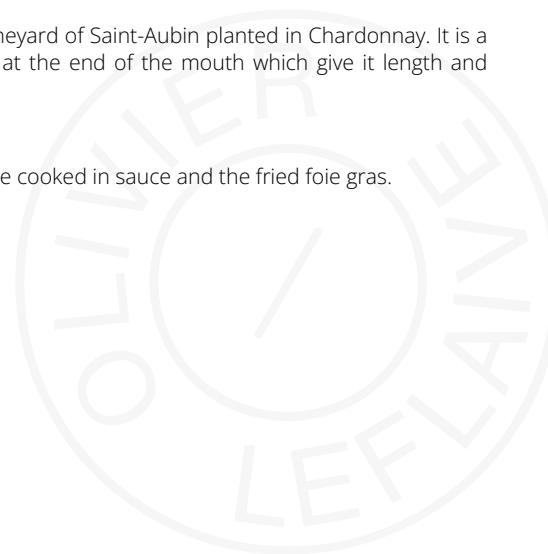 neyard of Saint-Aubin planted in Chardonnay. It is a
at the end of the mouth which give it length and
e cooked in sauce and the fried foie gras.
OLIVIER
LEFLAIVE